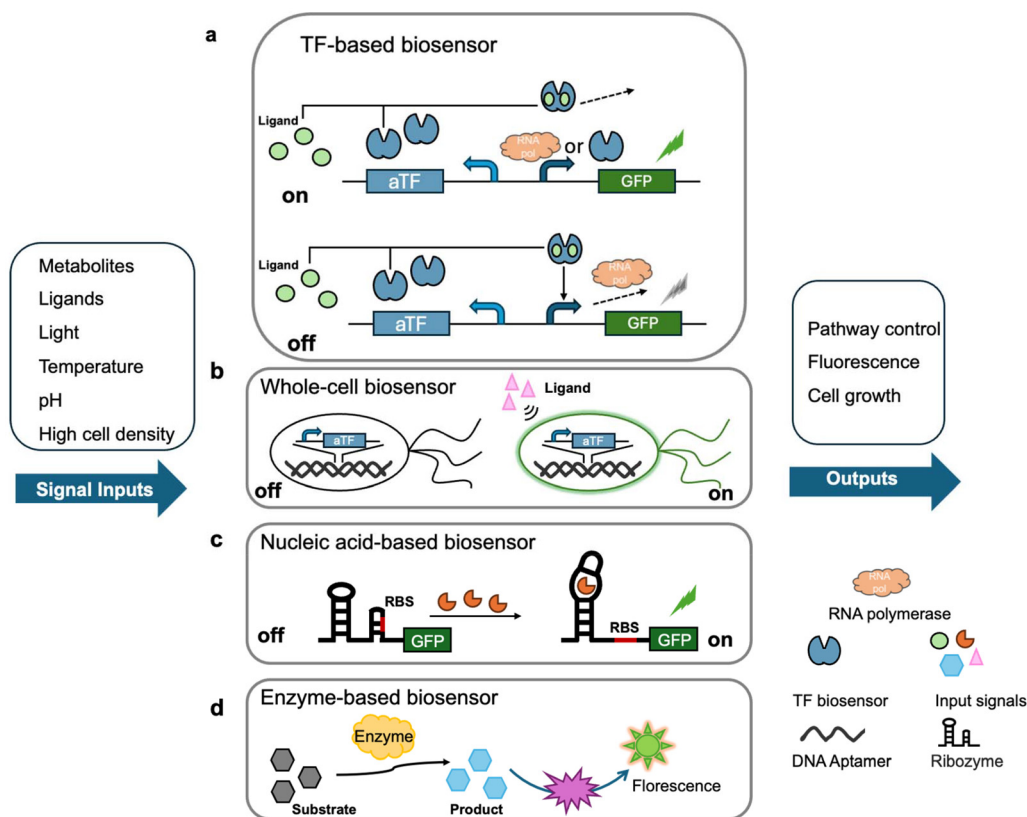 a
TF-based biosensor
Ligand
RNA
pol
or
aTF
GFP
on
Ligand
RNA
pol
aTF
GFP
off
Metabolites
Ligands
Light
Temperature
pH
High cell density
Signal Inputs
b
Whole-cell biosensor
Ligand
aTF
aTF
off
on
c
Nucleic acid-based biosensor
RBS
off
GFP
RBS
GFP
on
d
Enzyme-based biosensor
Enzyme
Substrate
Product
Florescence
Pathway control
Fluorescence
Cell growth
Outputs
RNA
pol
RNA polymerase
TF biosensor
Input signals
DNA Aptamer
Ribozyme